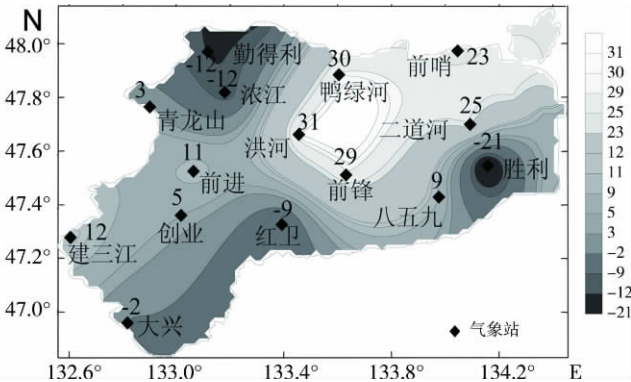 N
48.0°
47.8°
47.6°
47.4°
47.2°
47.0°
132.6°
133.0°
133.4°
133.8°
134.2°
E
-12
勤得利
-12
浓江
3
青龙山
30
鸭绿河
前哨
23
二道河
25
31
洪河
-21
胜利
11
前进
29
前锋
9
八五九
5
创业
-9
红卫
12
建三江
-2
大兴
气象站
31
30
29
25
23
12
11
9
5
3
-2
-9
-12
-21